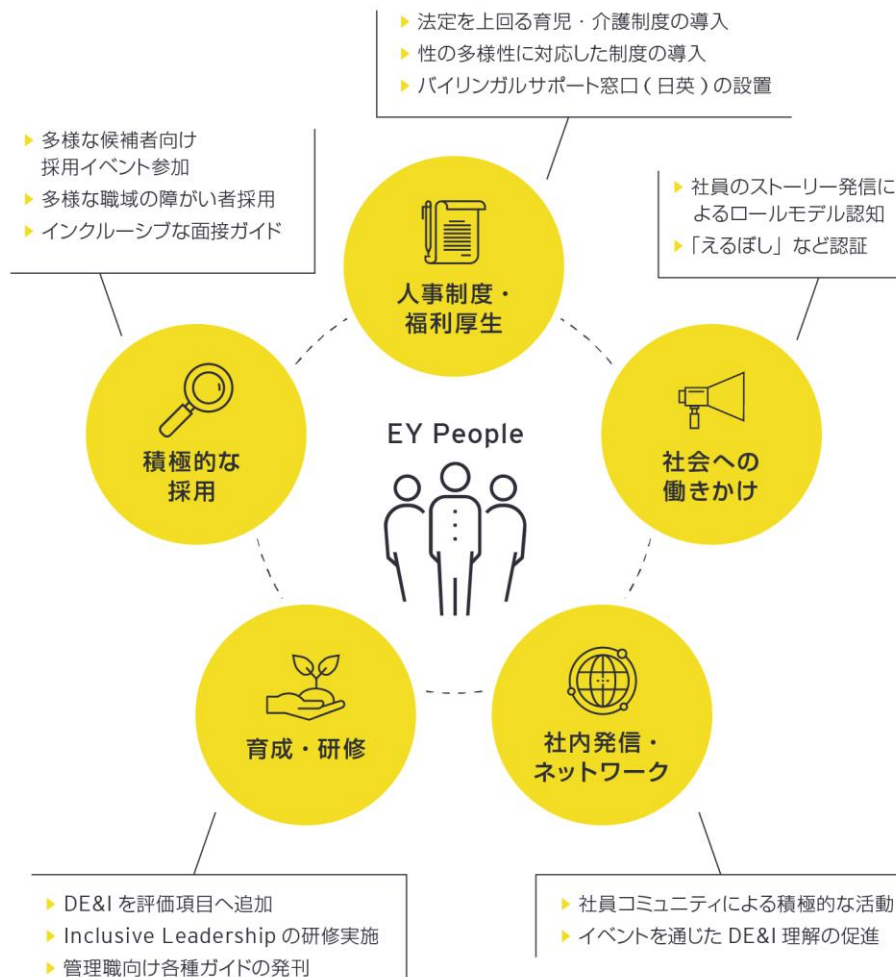 法定を上回る育児・介護制度の導入
性の多様性に対応した制度の導入
バイリンガルサポート窓口（日英）の設置
多様な候補者向け
採用イベント参加
多様な職域の障がい者採用
インクルーシブな面接ガイド
社員のストーリー発信に
よるロールモデル認知
「えるぼし」など認証
人事制度・
福利厚生
積極的な
採用
EY People
社会への
働きかけ
育成・研修
社内発信・
ネットワーク
DE&I を評価項目へ追加
Inclusive Leadership の研修実施
管理職向け各種ガイドの発刊
社員コミュニティによる積極的な活動
イベントを通じた DE&I 理解の促進